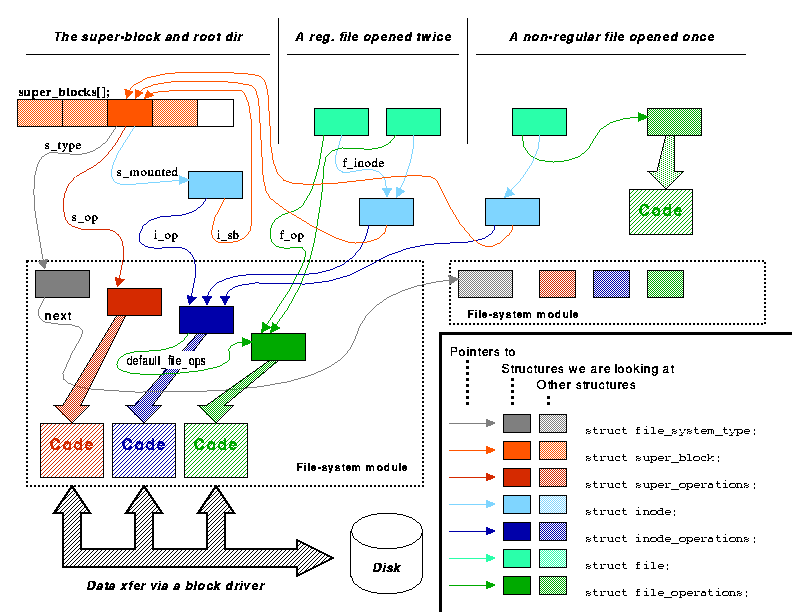 The super-block and root dir
A reg. file opened twice
A non-regular file opened once
super_blocks[];
s_type
s_mounted
f_inode
s_op
i_op
i_sb
f_op
Code
next
default_file_ops
File-system module
Code
Code
Code
File-system module
Pointers to
Structures we are looking at
Other structures
struct file_system_type;
struct super_block;
struct super_operations;
struct inode;
struct inode_operations;
struct file;
struct file_operations;
Data xfer via a block driver
Disk